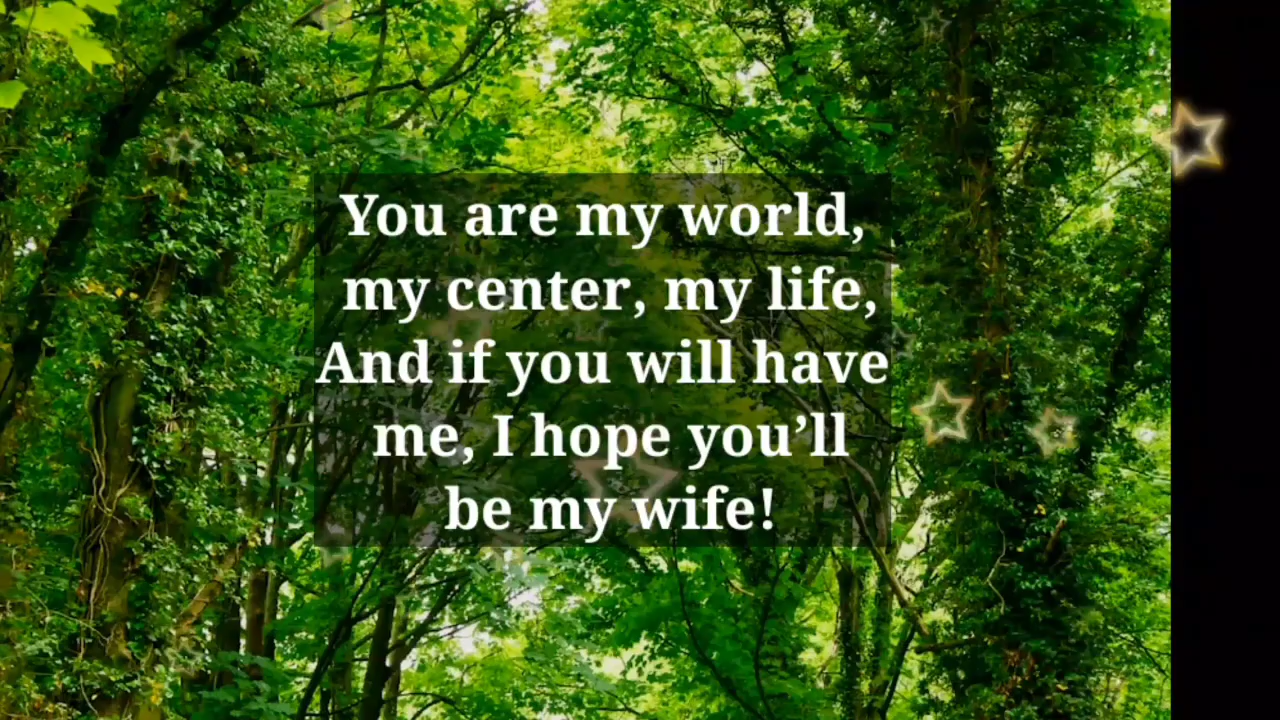 You are my world,
my center, my life,
And if you will have
me, I hope you’ll
be my wife!